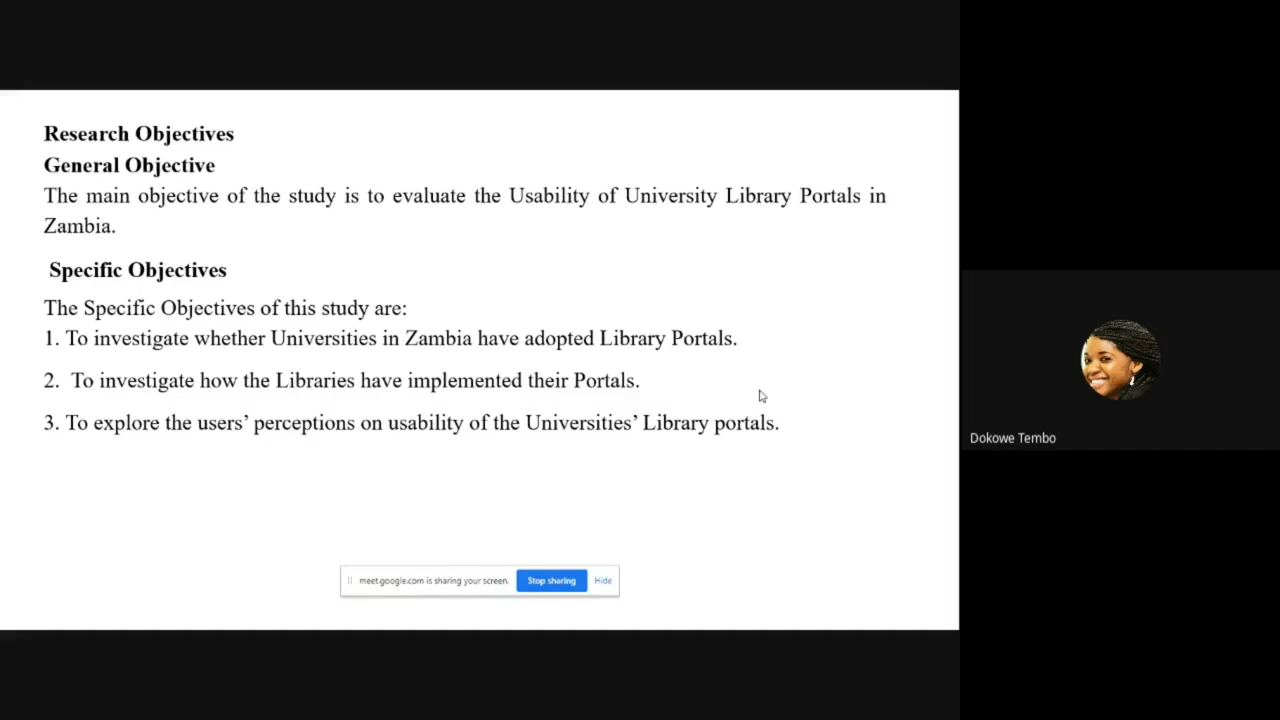 Research Objectives
General Objective
The main objective of the study is to evaluate the Usability of University Library Portals in
Zambia.
Specific Objectives
The Specific Objectives of this study are:
1. To investigate whether Universities in Zambia have adopted Library Portals.
2. To investigate how the Libraries have implemented their Portals.
3. To explore the users’ perceptions on usability of the Universities’ Library portals.
meet.google.com is sharing your screen. Stop sharing Hide
Dokowe Tembo